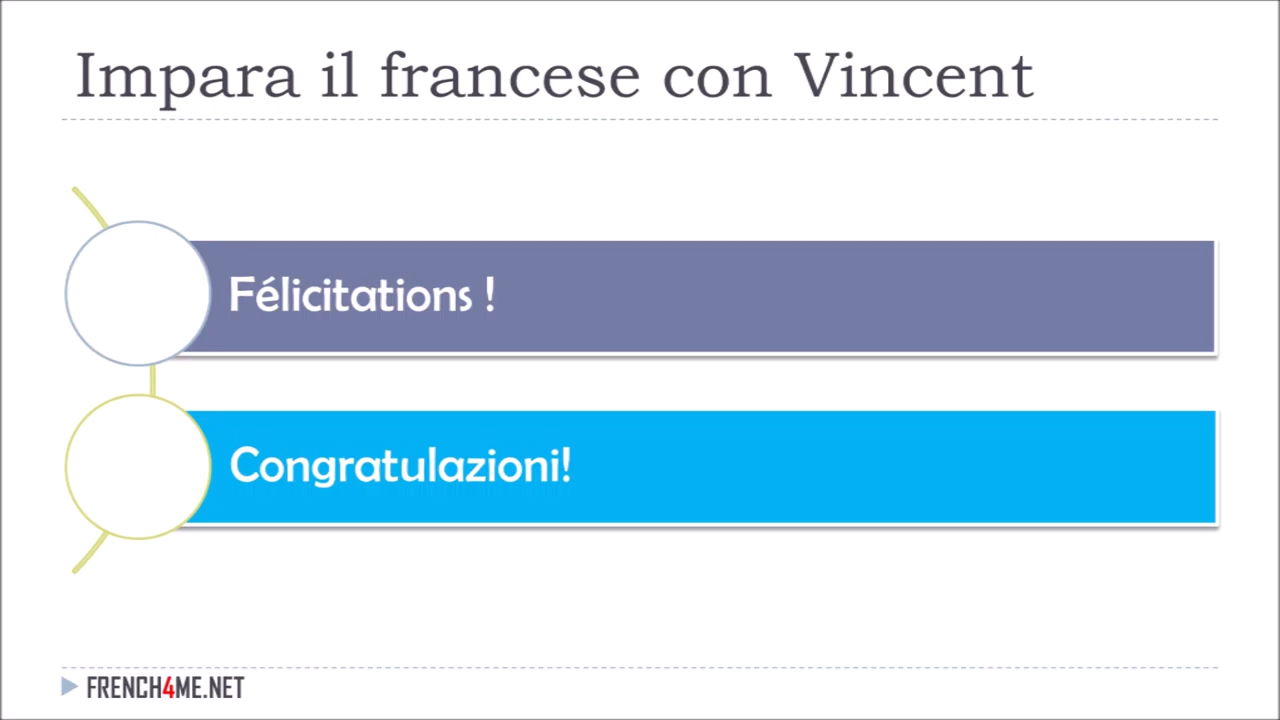 Impara il francese con Vincent
Félicitations !
Congratulazioni!
FRENCH4ME.NET